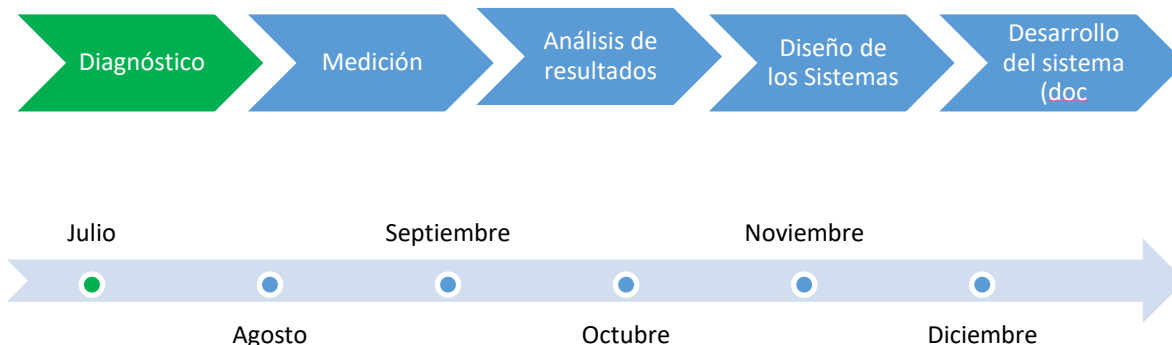 Diagnóstico
Medición
Análisis de
resultados
Diseño de
los Sistemas
Desarrollo
del sistema
(doc
Julio
Septiembre
Noviembre
Agosto
Octubre
Diciembre